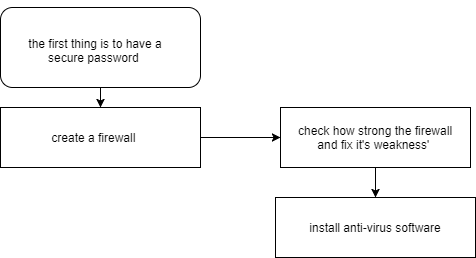 the first thing is to have a
secure password
create a firewall
check how strong the firewall
and fix it's weakness'
install anti-virus software